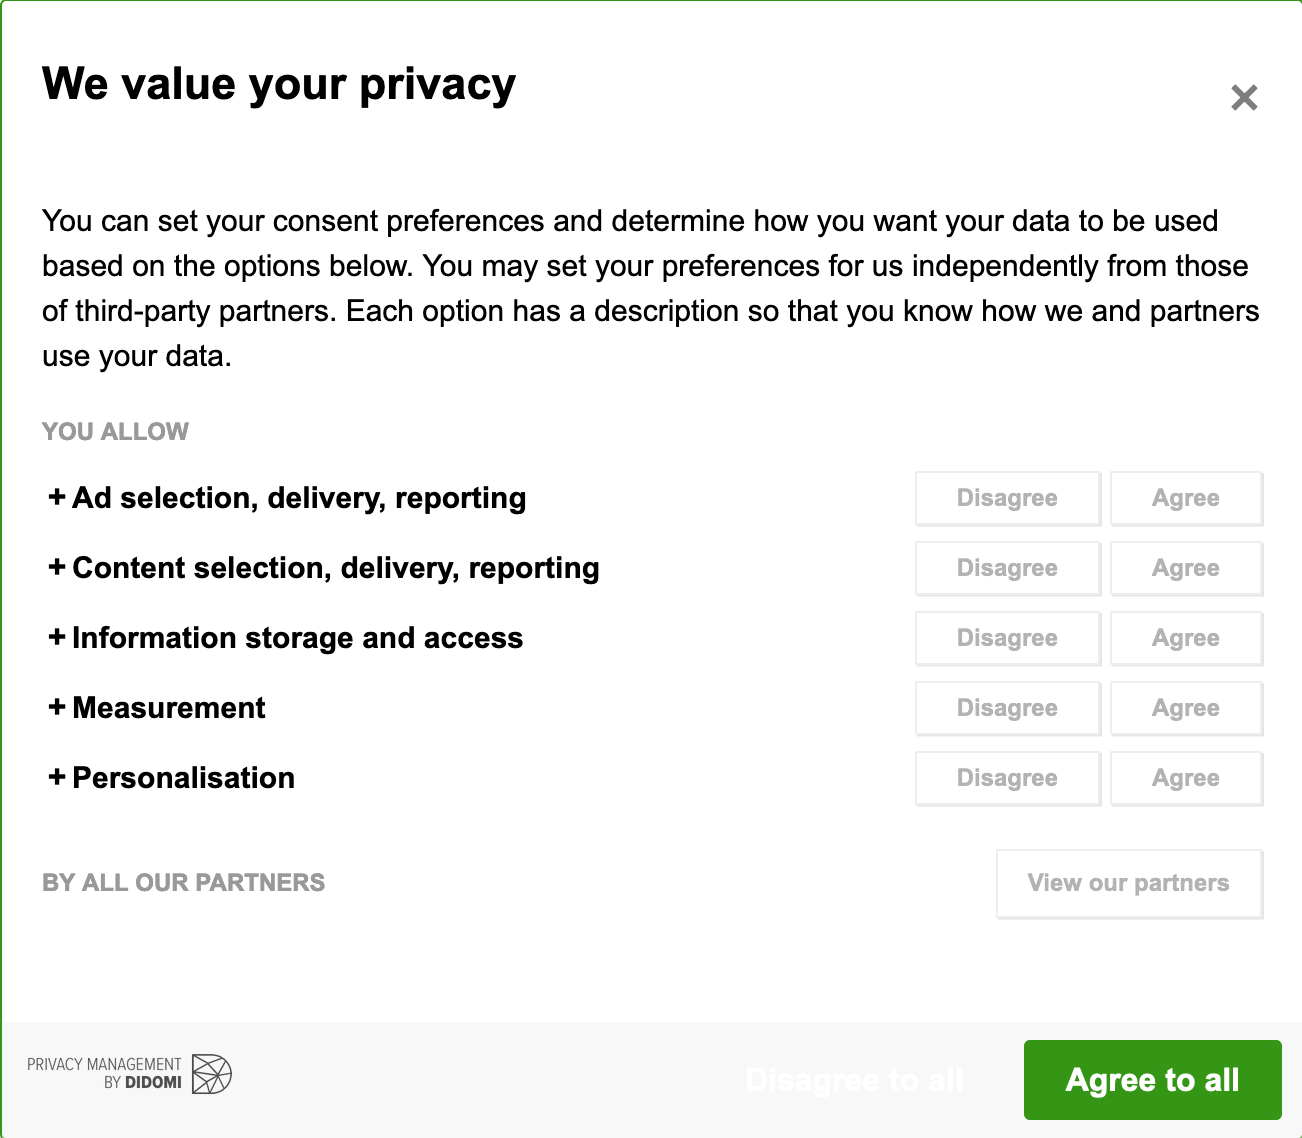 We value your privacy
You can set your consent preferences and determine how you want your data to be used
based on the options below. You may set your preferences for us independently from those
of third-party partners. Each option has a description so that you know how we and partners
use your data.
YOU ALLOW
+ Ad selection, delivery, reporting Disagree Agree
+ Content selection, delivery, reporting Disagree Agree
+ Information storage and access Disagree Agree
+ Measurement Disagree Agree
+ Personalisation Disagree Agree
BY ALL OUR PARTNERS View our partners
PRIVACY MANAGEMENT
BY DIDOMI
Disagree to all Agree to all